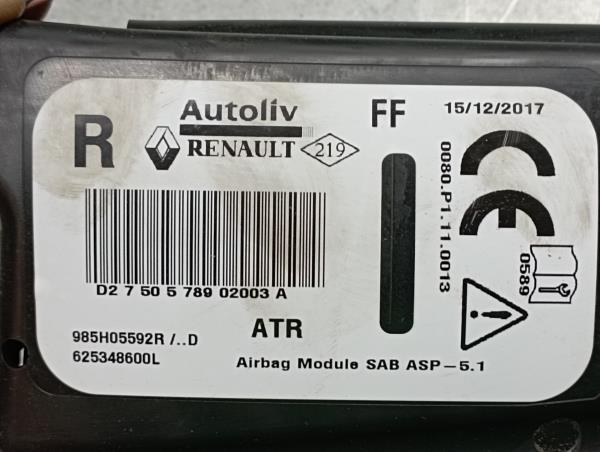 R
Autoliv
RENAULT
219
FF
15/12/2017
0080.P1.11.0013
0589
D2 7 50 5 789 02003 A
985H05592R /..D
625348600L
ATR
Airbag Module SAB ASP-5.1